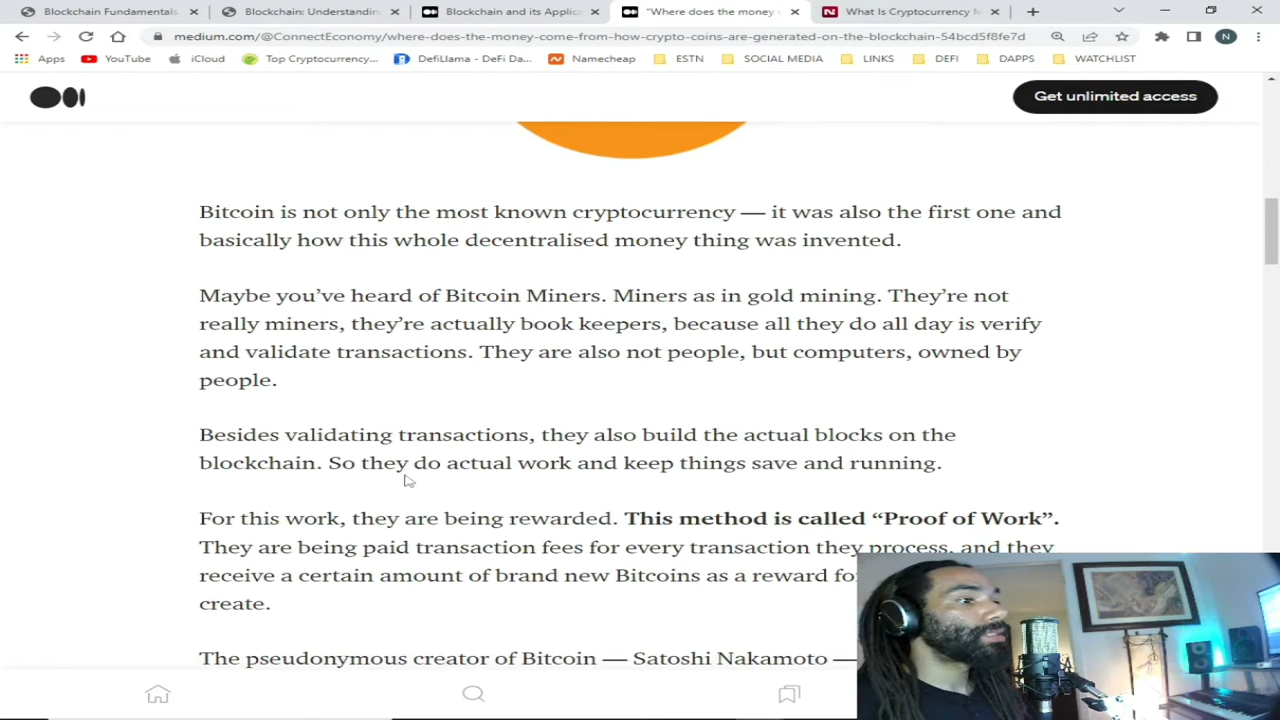 Blockchain Fundamentals
Blockchain: Understandin
Blockchain and its Applic
"Where does the money
What Is Cryptocurrency M
medium.com/@ConnectEconomy/where-does-the-money-come-from-how-crypto-coins-are-generated-on-the-blockchain-54bcd5f8fe7d
N
Apps
YouTube
iCloud
Top Cryptocurrency...
DefiLlama - DeFi Da...
Namecheap
ESTN
SOCIAL MEDIA
LINKS
DEFI
DAPPS
WATCHLIST
Get unlimited access
Bitcoin is not only the most known cryptocurrency — it was also the first one and
basically how this whole decentralised money thing was invented.
Maybe you've heard of Bitcoin Miners. Miners as in gold mining. They're not
really miners, they're actually book keepers, because all they do all day is verify
and validate transactions. They are also not people, but computers, owned by
people.
Besides validating transactions, they also build the actual blocks on the
blockchain. So they do actual work and keep things save and running.
For this work, they are being rewarded. This method is called “Proof of Work”.
They are being paid transaction fees for every transaction they process, and they
receive a certain amount of brand new Bitcoins as a reward fo
create.
The pseudonymous creator of Bitcoin — Satoshi Nakamoto —